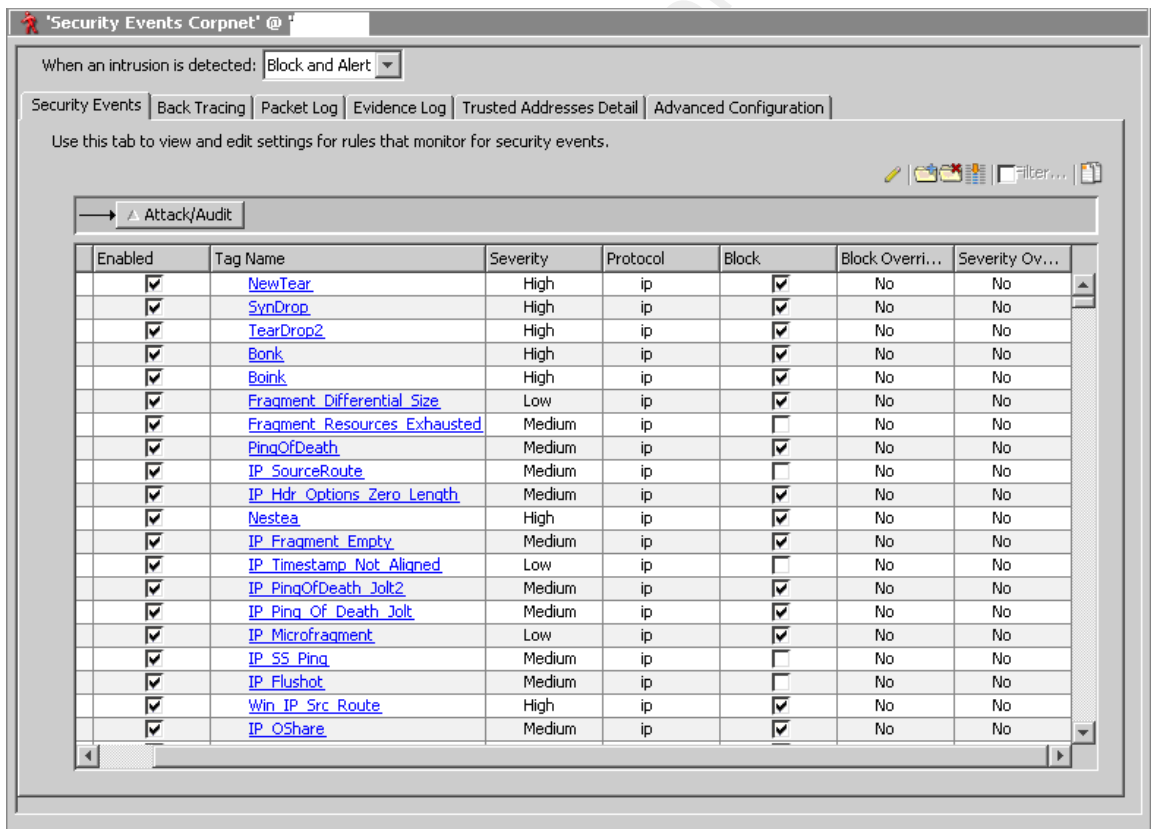 'Security Events Corpnet' @ '
When an intrusion is detected: Block and Alert
Security Events Back Tracing Packet Log Evidence Log Trusted Addresses Detail Advanced Configuration
Use this tab to view and edit settings for rules that monitor for security events.
Filter...
Attack/Audit
Enabled Tag Name Severity Protocol Block Block Overri... Severity Ov...
NewTear High ip No No
SynDrop High ip No No
TearDrop2 High ip No No
Bonk High ip No No
Boink High ip No No
Fragment_Differential_Size Low ip No No
Fragment_Resources_Exhausted Medium ip No No
PingOfDeath Medium ip No No
IP_SourceRoute Medium ip No No
IP_Hdr_Options_Zero_Length Medium ip No No
Nestea High ip No No
IP_Fragment_Empty Medium ip No No
IP_Timestamp_Not_Aligned Low ip No No
IP_PingOfDeath_Jolt2 Medium ip No No
IP_Ping_Of_Death_Jolt Medium ip No No
IP_Microfragment Low ip No No
IP_SS_Ping Medium ip No No
IP_Flushot Medium ip No No
Win_IP_Src_Route High ip No No
IP_OShare Medium ip No No